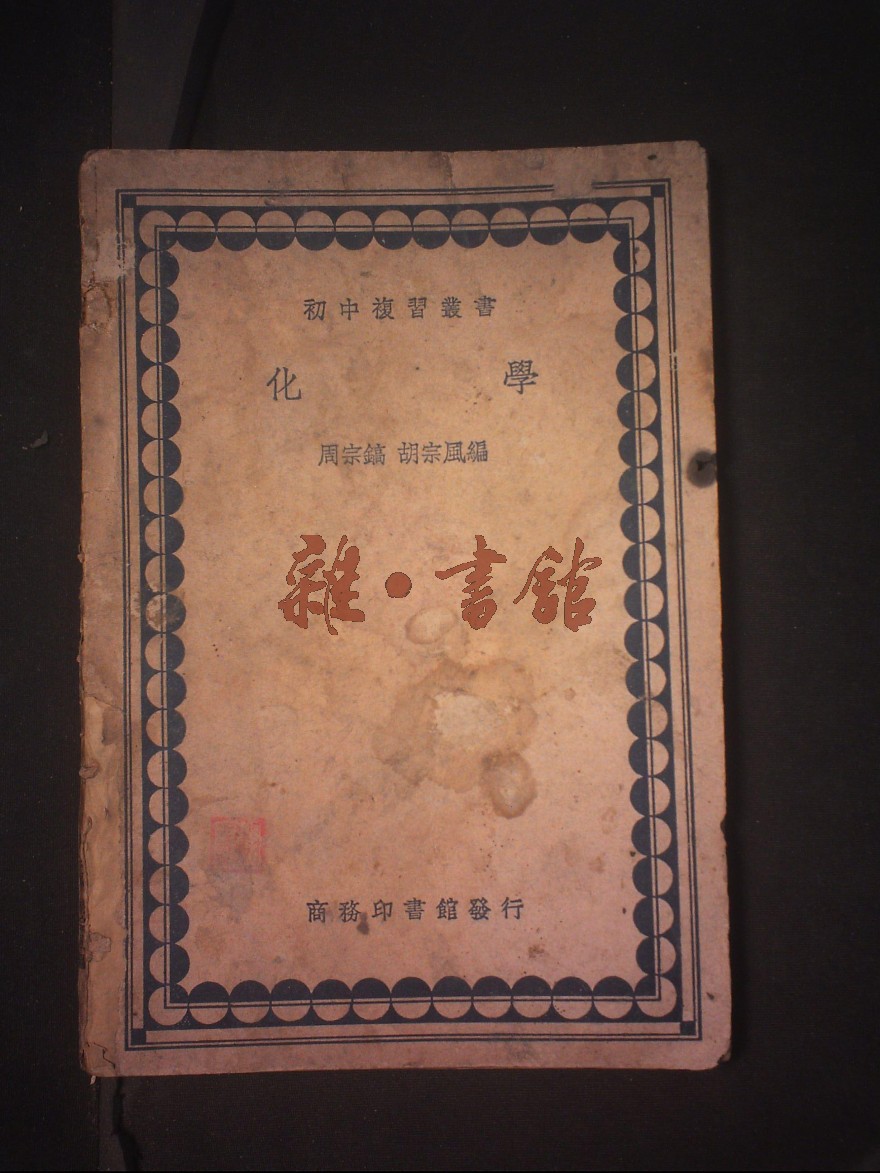 初中複習叢書
化學
周宗鎬 胡宗風編
雜·書舘
商務印書館發行